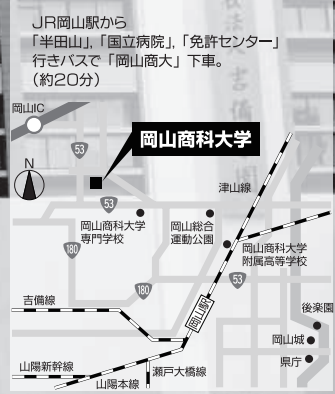 JR岡山駅から
「半田山」,「国立病院」,「免許センター」
行きバスで「岡山商大」下車。
(約20分)
岡山IC
53
岡山商科大学
N
53
津山線
岡山商科大学
専門学校
岡山総合
運動公園
岡山商科大学
附属高等学校
180
53
180
吉備線
岡山駅
後楽園
岡山城
県庁
山陽新幹線
瀬戸大橋線
山陽本線